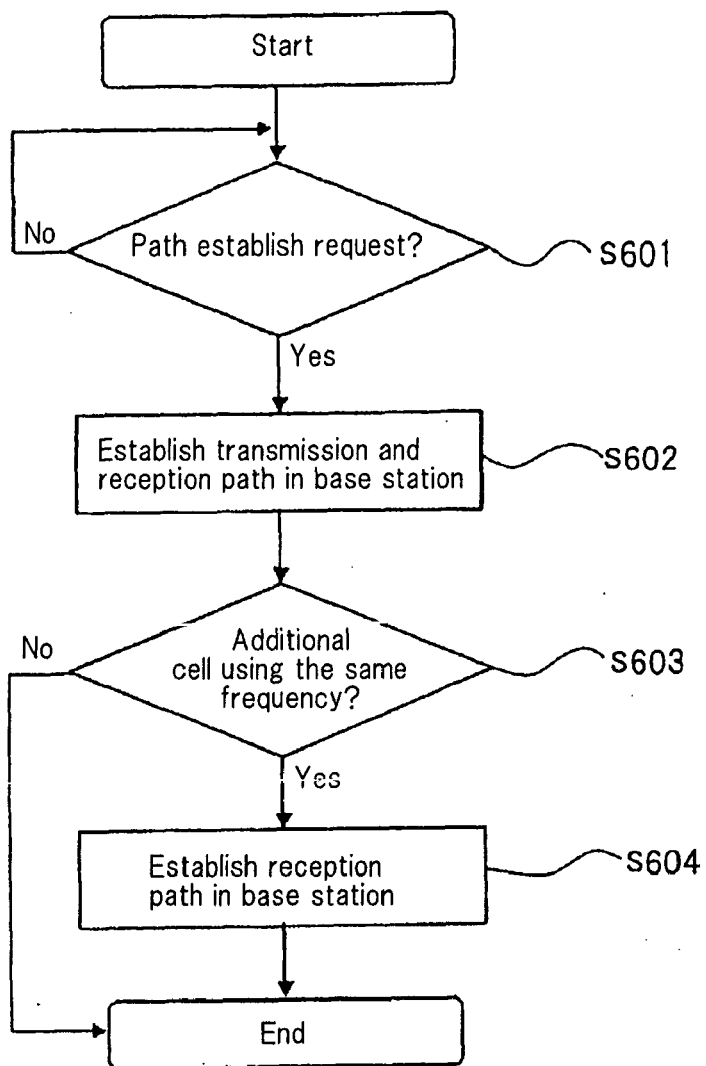 Start
No
Path establish request?
S601
Yes
Establish transmission and
reception path in base station
S602
No
Additional
cell using the same
frequency?
S603
Yes
Establish reception
path in base station
S604
End